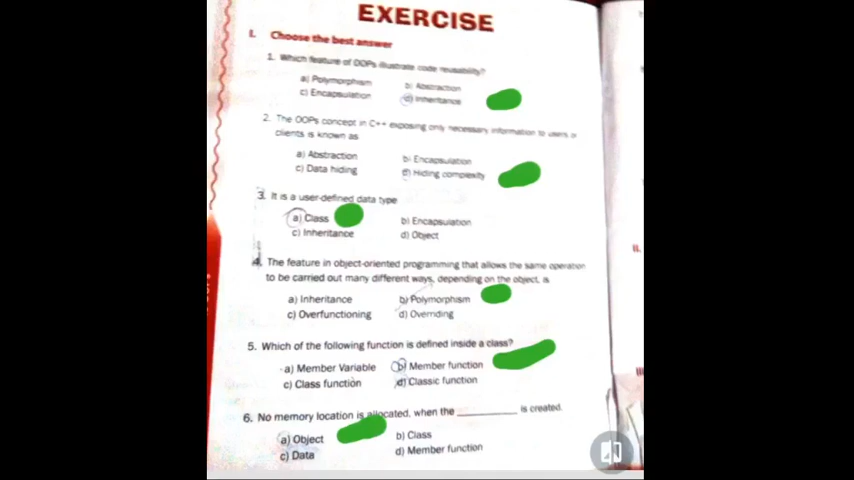 EXERCISE
I. Choose the best answer
1. Which feature of OOPs illustrate code reusability?
a) Polymorphism b) Abstraction
c) Encapsulation d) Inheritance
2. The OOPs concept in C++ exposing only necessary information to users or
clients is known as
a) Abstraction b) Encapsulation
c) Data hiding d) Hiding complexity
3. It is a user-defined data type
a) Class b) Encapsulation
c) Inheritance d) Object
4. The feature in object-oriented programming that allows the same operation
to be carried out many different ways, depending on the object, is
a) Inheritance b) Polymorphism
c) Overfunctioning d) Overriding
5. Which of the following function is defined inside a class?
a) Member Variable b) Member function
c) Class function d) Classic function
6. No memory location is allocated, when the ________ is created.
a) Object b) Class
c) Data d) Member function
II.